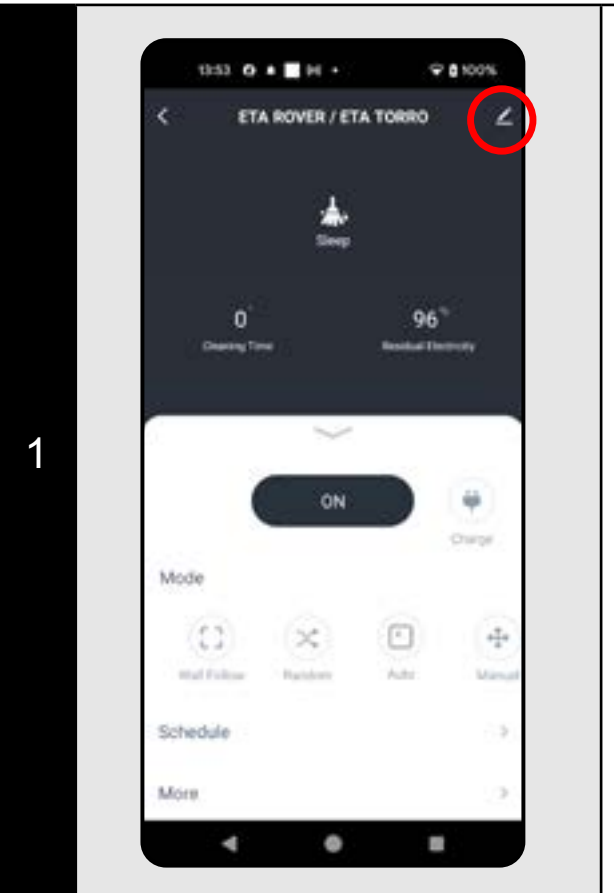 1
13:53 100%
ETA ROVER / ETA TORRO
Sleep
0 96 %
Cleaning Time Residual Electricity
ON
Charge
Mode
Wall Follow Random Auto Manual
Schedule
More